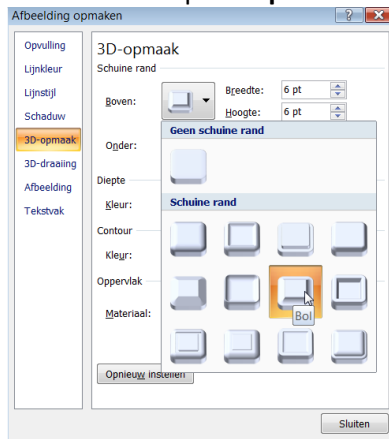 Afbeelding opmaken
Opvulling
Lijnkleur
Lijnstijl
Schaduw
3D-opmaak
3D-draaiing
Afbeelding
Tekstvak
3D-opmaak
Schuine rand
Boven:
Breedte: 6 pt
Hoogte: 6 pt
Onder:
Geen schuine rand
Schuine rand
Bol
Diepte
Kleur:
Contour
Kleur:
Oppervlak
Materiaal:
Opnieuw instellen
Sluiten